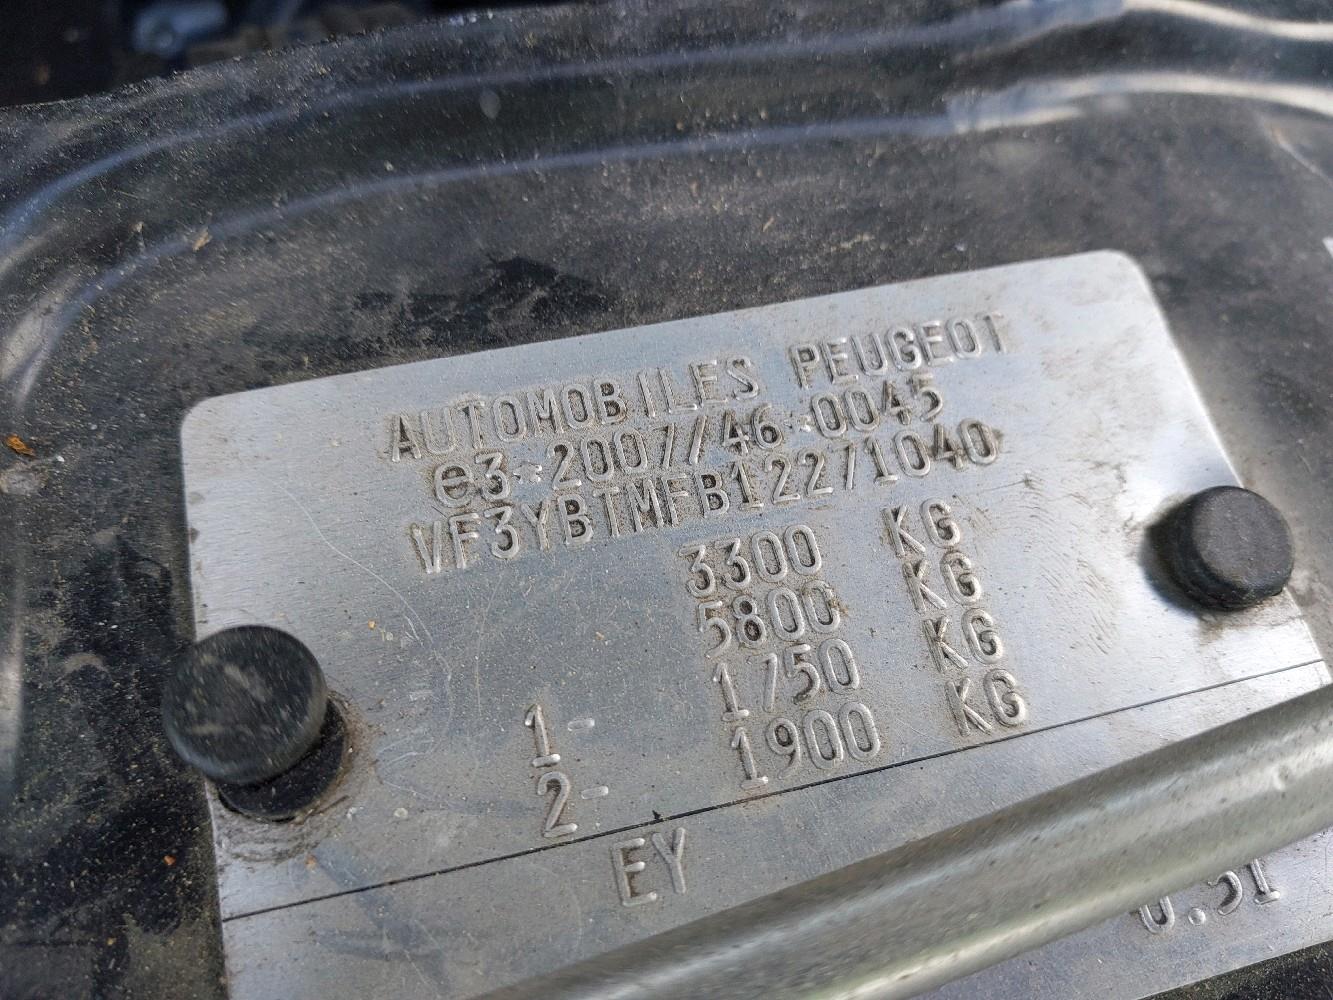 AUTOMOBILES PEUGEOT
e3*2007/46*0045
VF3YBTMFB12271040
3300 KG
5800 KG
1- 1750 KG
2- 1900 KG
EY